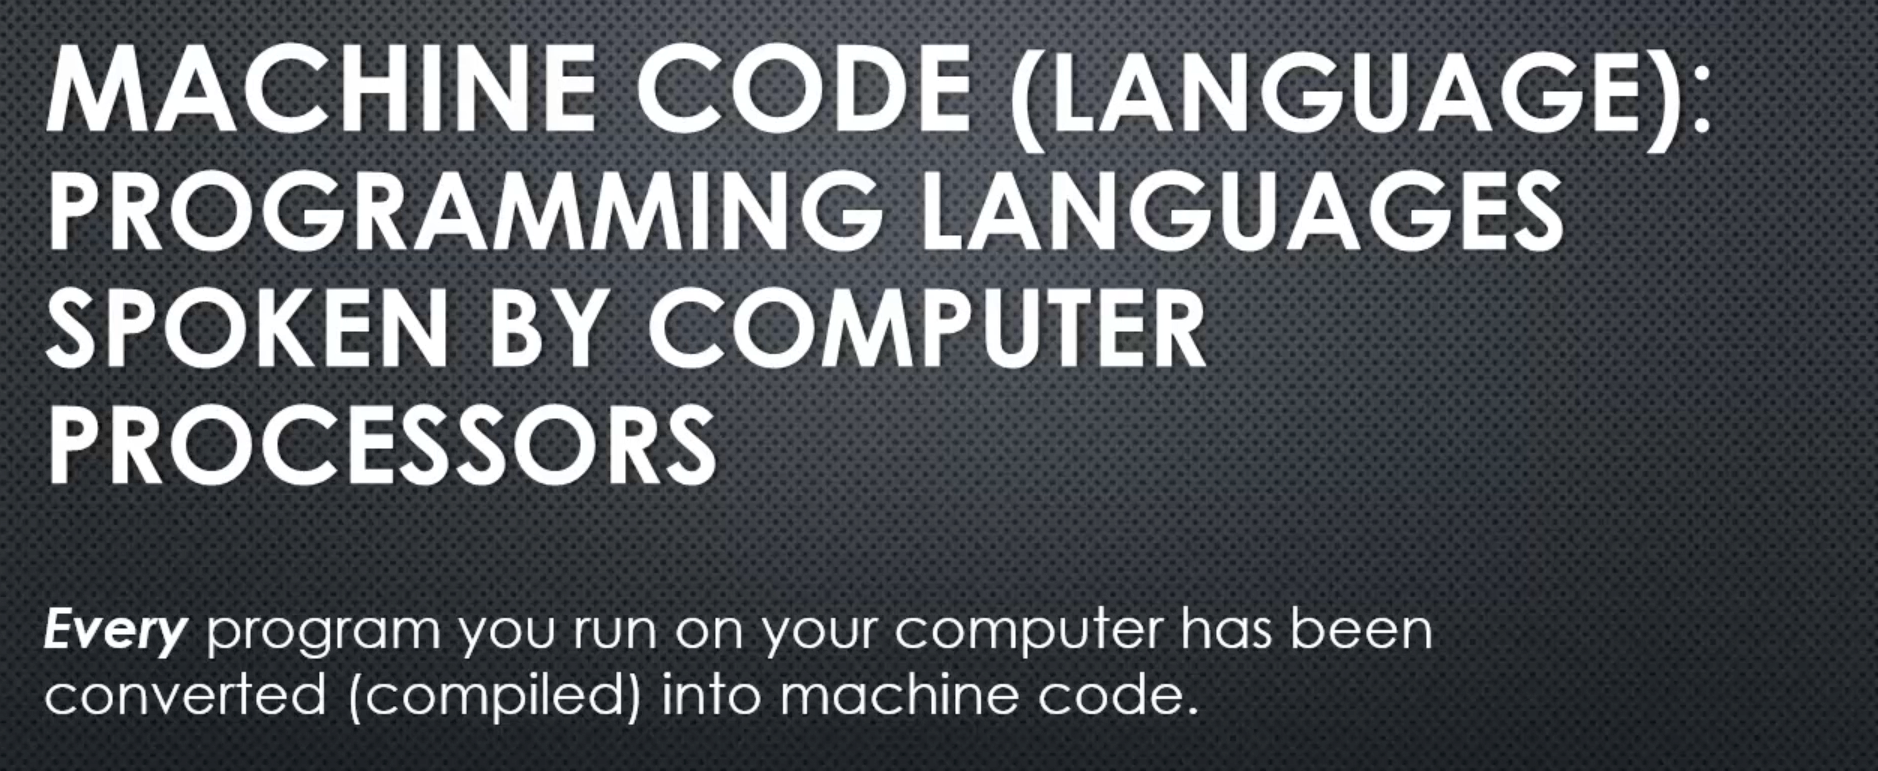 MACHINE CODE (LANGUAGE):
PROGRAMMING LANGUAGES
SPOKEN BY COMPUTER
PROCESSORS
Every program you run on your computer has been
converted (compiled) into machine code.